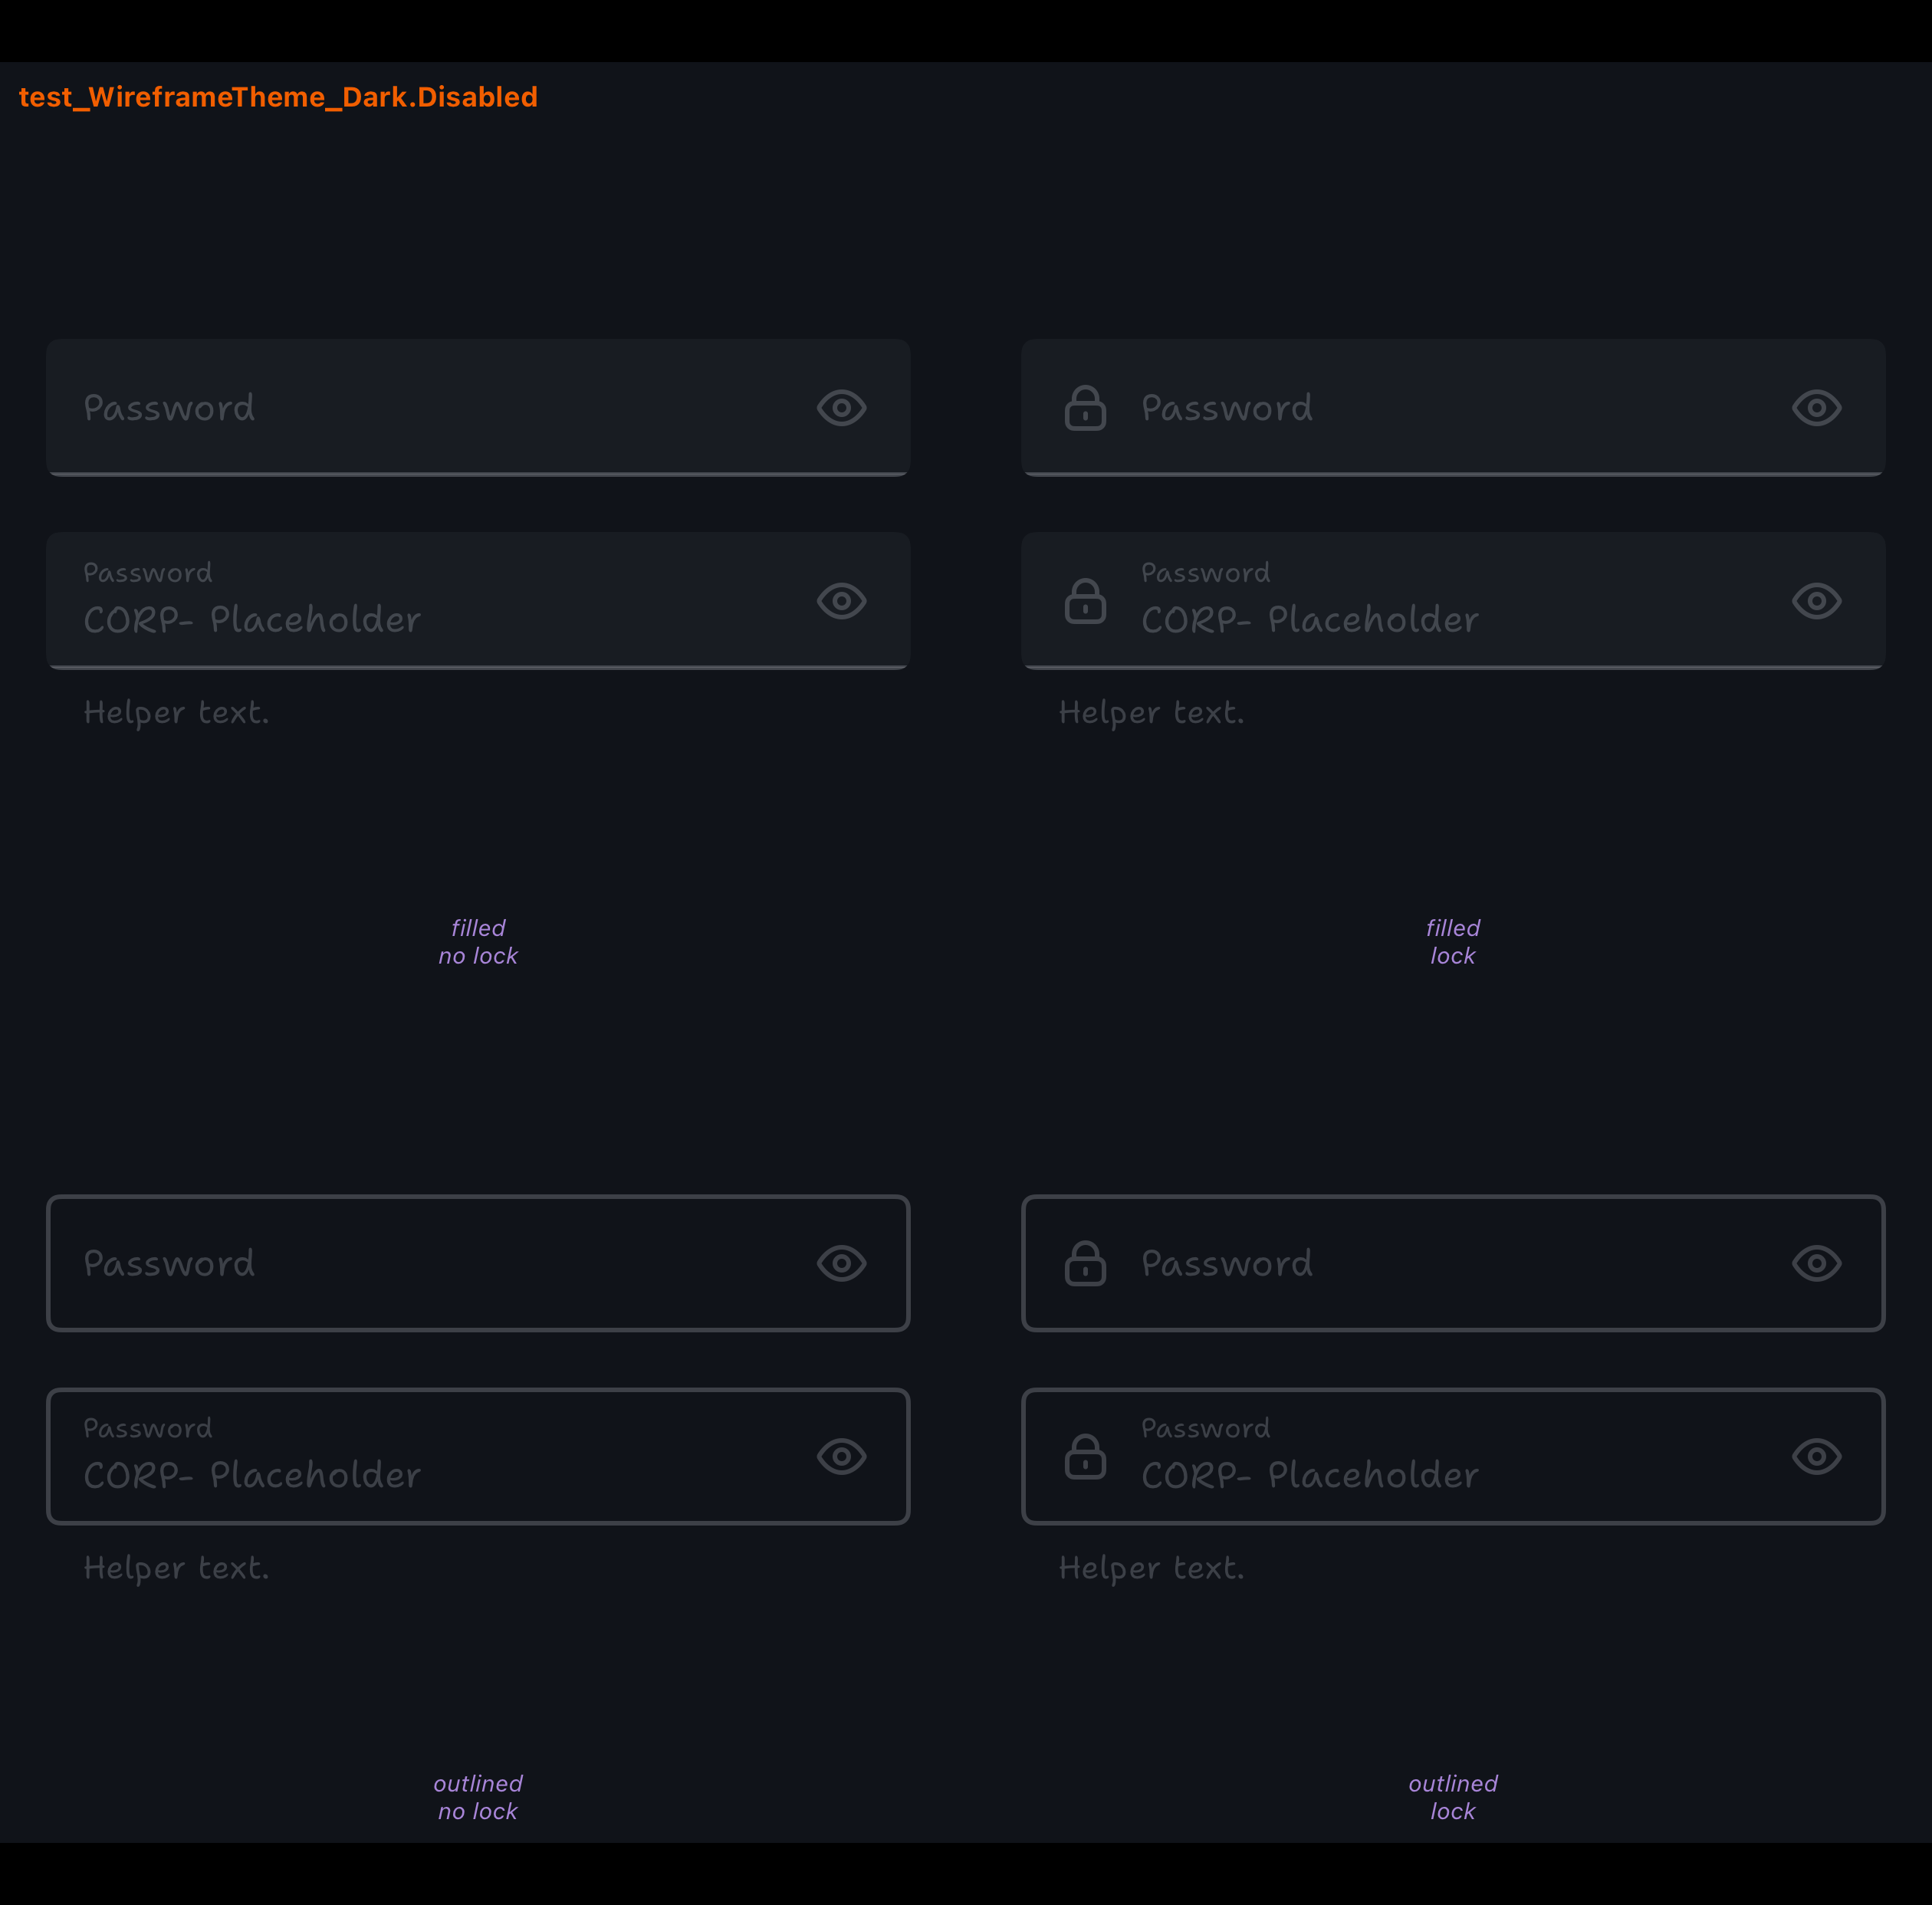 test_WireframeTheme_Dark.Disabled
Password
Password
Password
CORP- Placeholder
Helper text.
Password
CORP- Placeholder
Helper text.
filled
no lock
filled
lock
Password
Password
Password
CORP- Placeholder
Helper text.
Password
CORP- Placeholder
Helper text.
outlined
no lock
outlined
lock